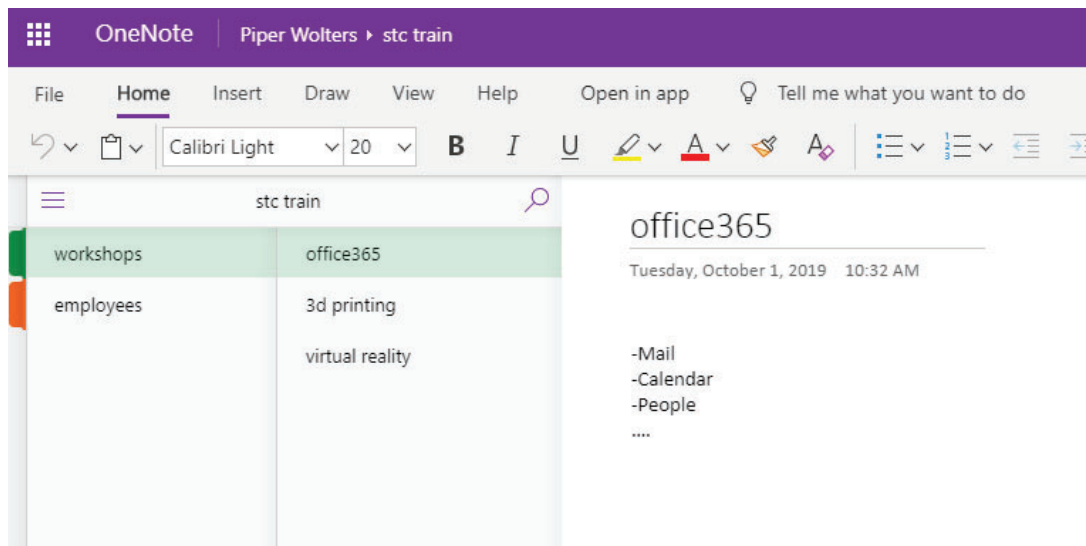 OneNote Piper Wolters ▸ stc train
File Home Insert Draw View Help Open in app Tell me what you want to do
Calibri Light 20 B I U A A
stc train
workshops
employees
office365
3d printing
virtual reality
office365
Tuesday, October 1, 2019 10:32 AM
-Mail
-Calendar
-People
....